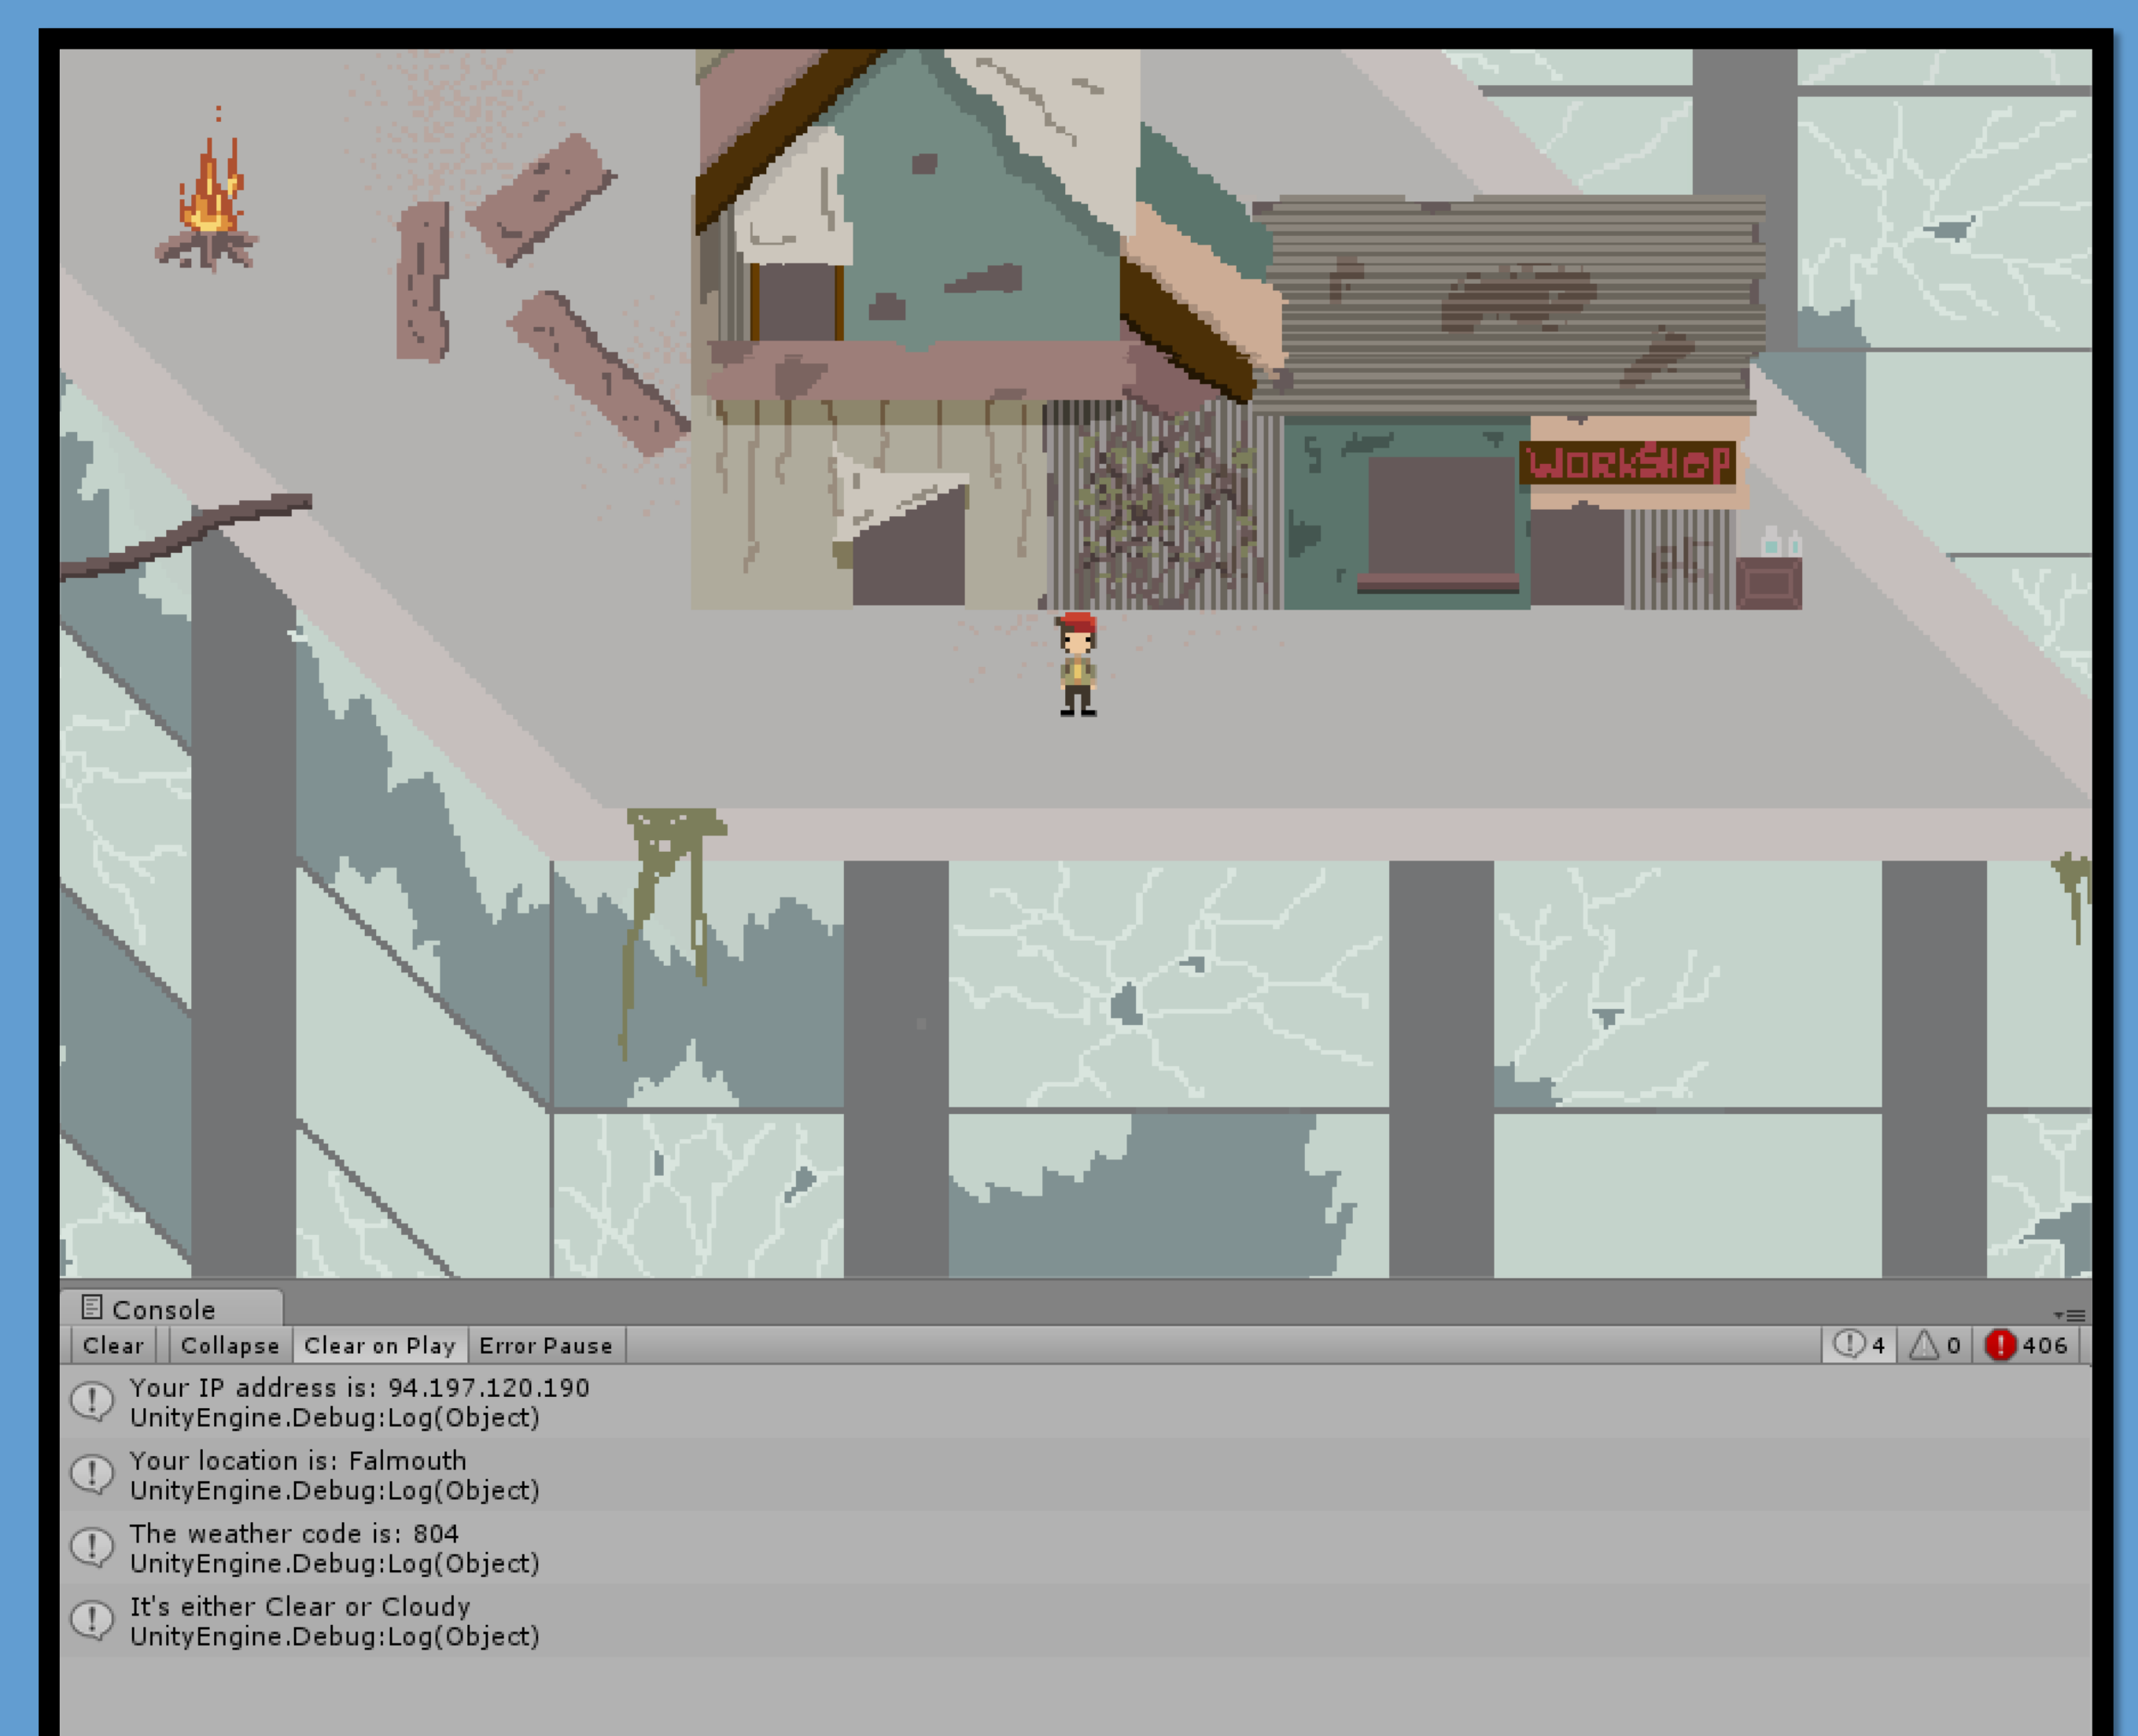 WORKSHOP
Console
Clear Collapse Clear on Play Error Pause 4 0 406
Your IP address is: 94.197.120.190
UnityEngine.Debug:Log(Object)
Your location is: Falmouth
UnityEngine.Debug:Log(Object)
The weather code is: 804
UnityEngine.Debug:Log(Object)
It's either Clear or Cloudy
UnityEngine.Debug:Log(Object)